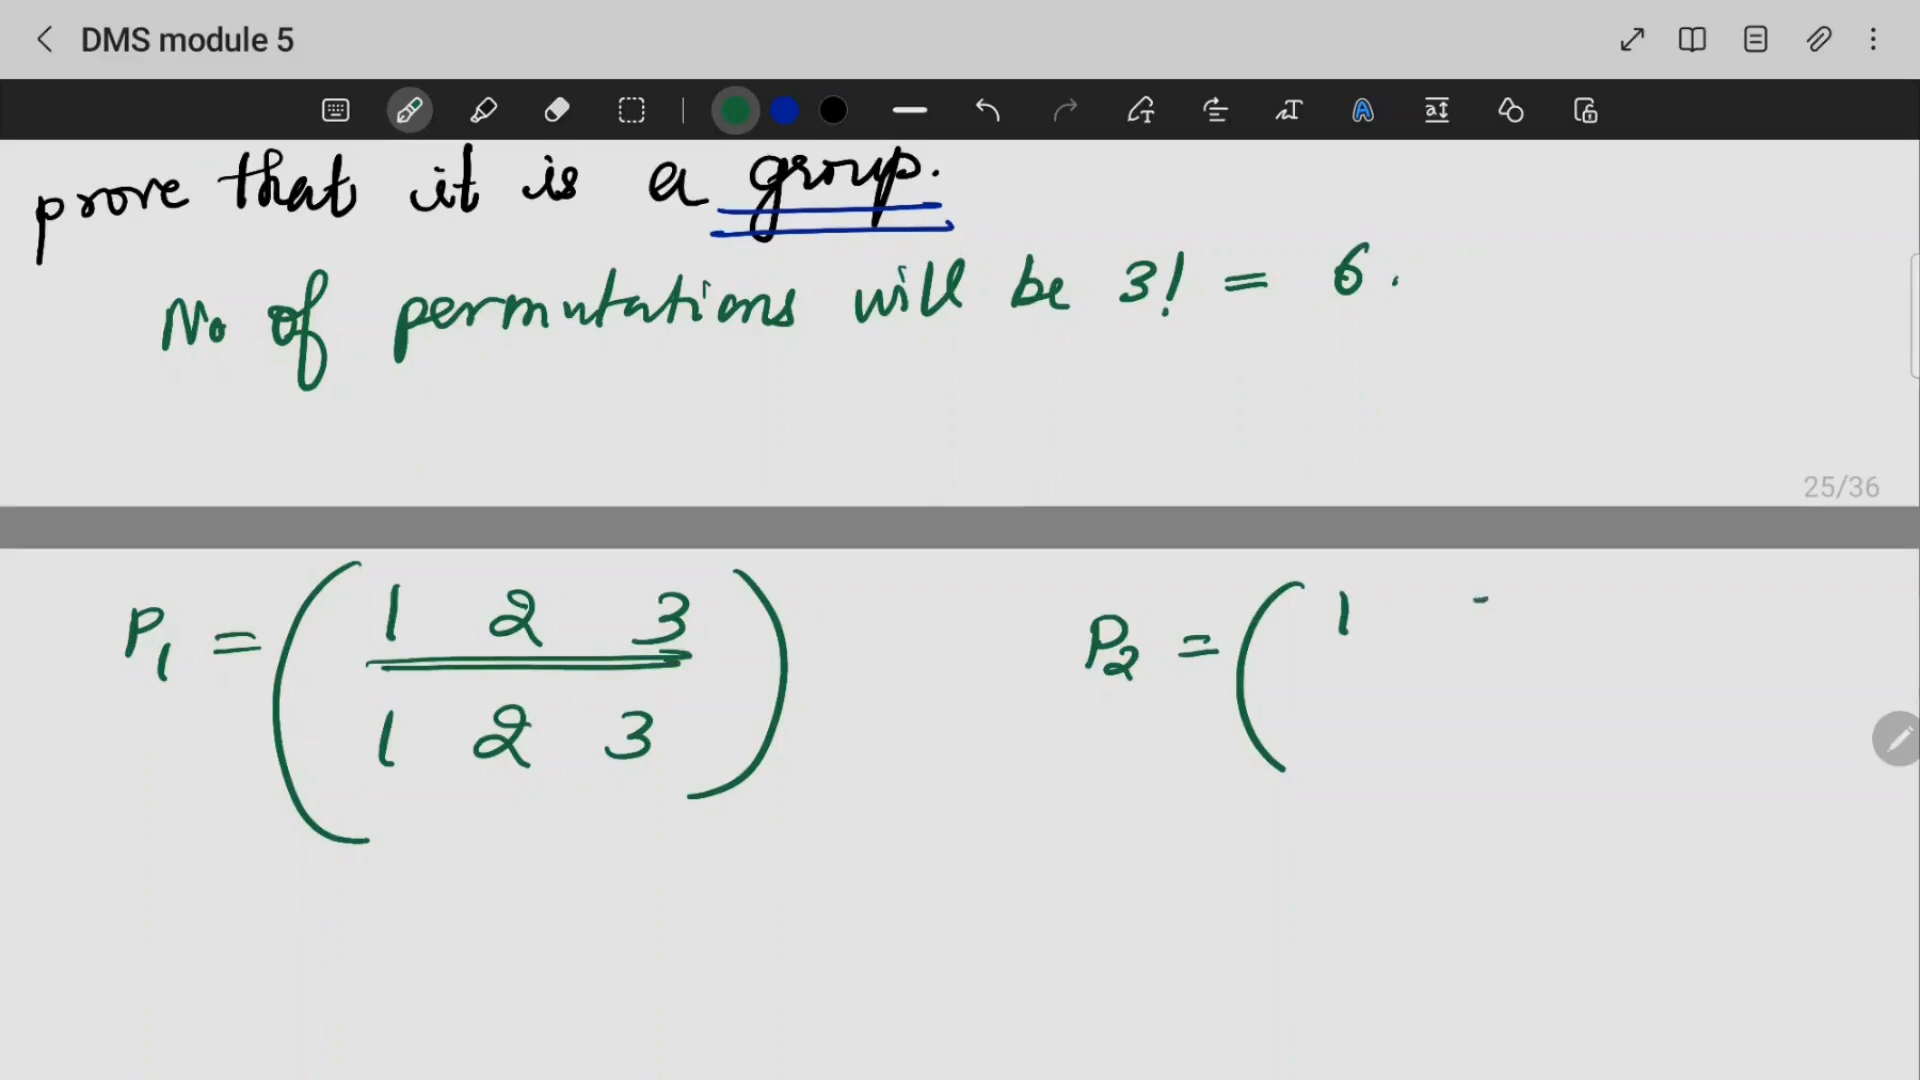 DMS module 5
prove that it is a group.
No of permutations will be 3! = 6.
25/36
P₁ = ( 1 2 3
1 2 3 )
P₂ = ( 1